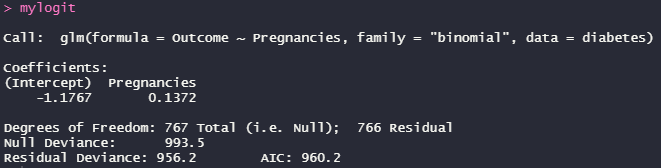 > mylogit
Call:  glm(formula = Outcome ~ Pregnancies, family = "binomial", data = diabetes)
Coefficients:
(Intercept)  Pregnancies
    -1.1767       0.1372
Degrees of Freedom: 767 Total (i.e. Null);  766 Residual
Null Deviance:      993.5
Residual Deviance: 956.2        AIC: 960.2